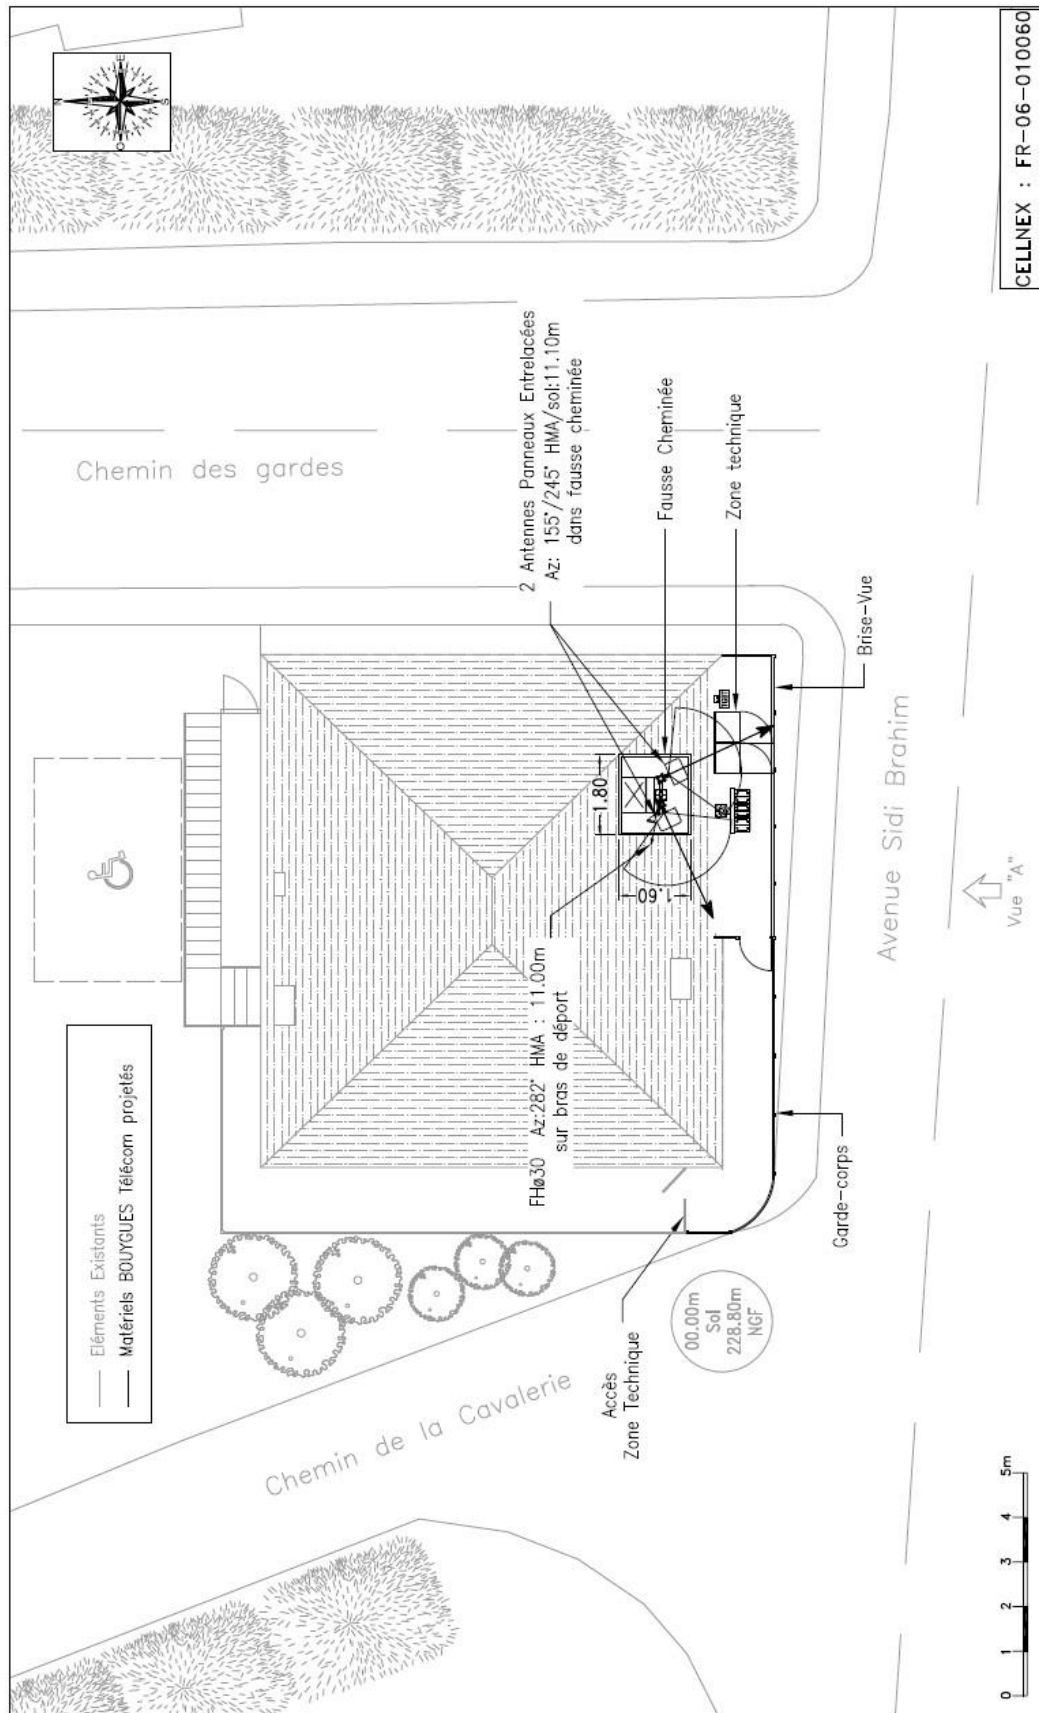 N
E
S
O
Eléments Existants
Matériels BOUYGUES Télécom projetés
Chemin des gardes
2 Antennes Panneaux Entrelacées
Az: 155°/245° HMA/sol:11.10m
dans fausse cheminée
Fausse Cheminée
Zone technique
Brise-Vue
1.80
1.60
FHø30 Az:282° HMA : 11.00m
sur bras de déport
Avenue Sidi Brahim
Vue "A"
Garde-corps
Accès
Zone Technique
00.00m
Sol
228.80m
NGF
Chemin de la Cavalerie
0 1 2 3 4 5m
CELLNEX : FR-06-010060